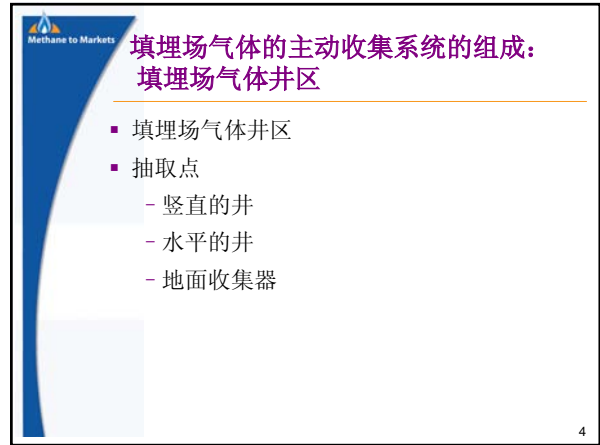 Methane to Markets
填埋场气体的主动收集系统的组成：
填埋场气体井区
▪ 填埋场气体井区
▪ 抽取点
－竖直的井
－水平的井
－地面收集器
4